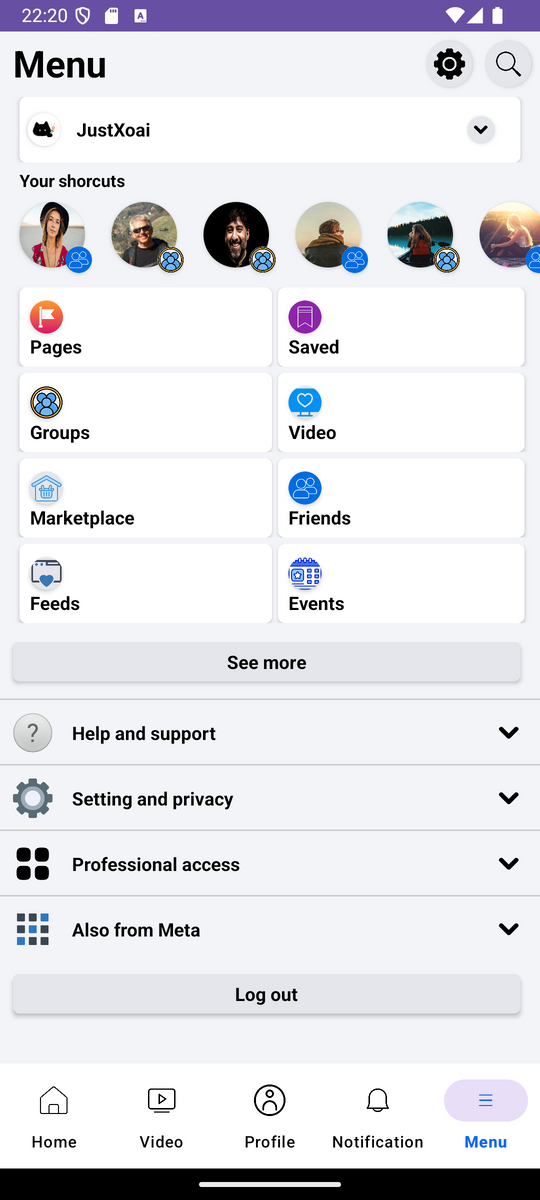 22:20 A
Menu
JustXoai
Your shorcuts
Pages
Saved
Groups
Video
Marketplace
Friends
Feeds
Events
See more
? Help and support
Setting and privacy
Professional access
Also from Meta
Log out
Home Video Profile Notification Menu